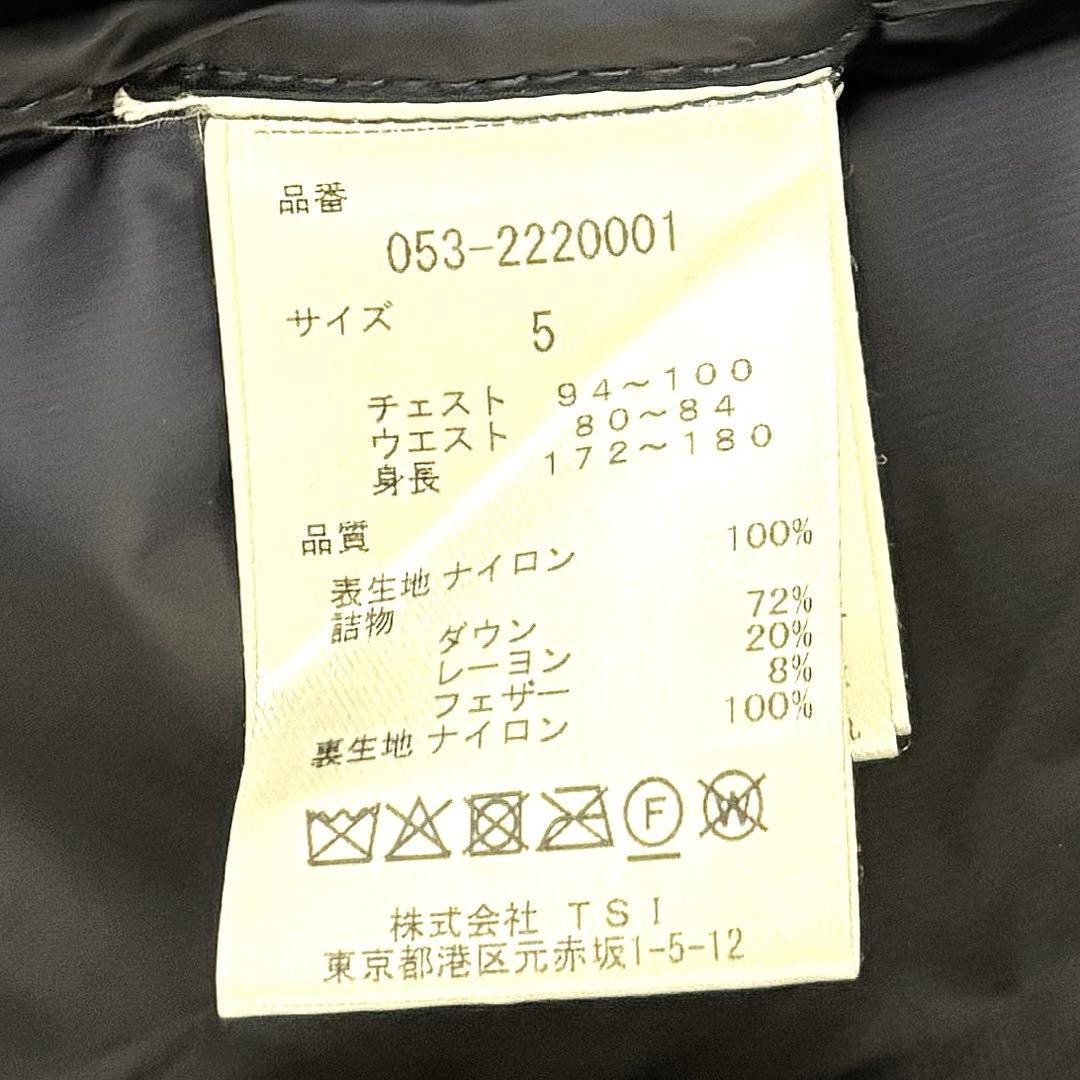 品番
053-2220001
サイズ 5
チェスト 94～100
ウエスト 80～84
身長 172～180
品質
表生地 ナイロン 100%
詰物
ダウン 72%
レーヨン 20%
フェザー 8%
裏生地 ナイロン 100%
F W
株式会社 TSI
東京都港区元赤坂1-5-12